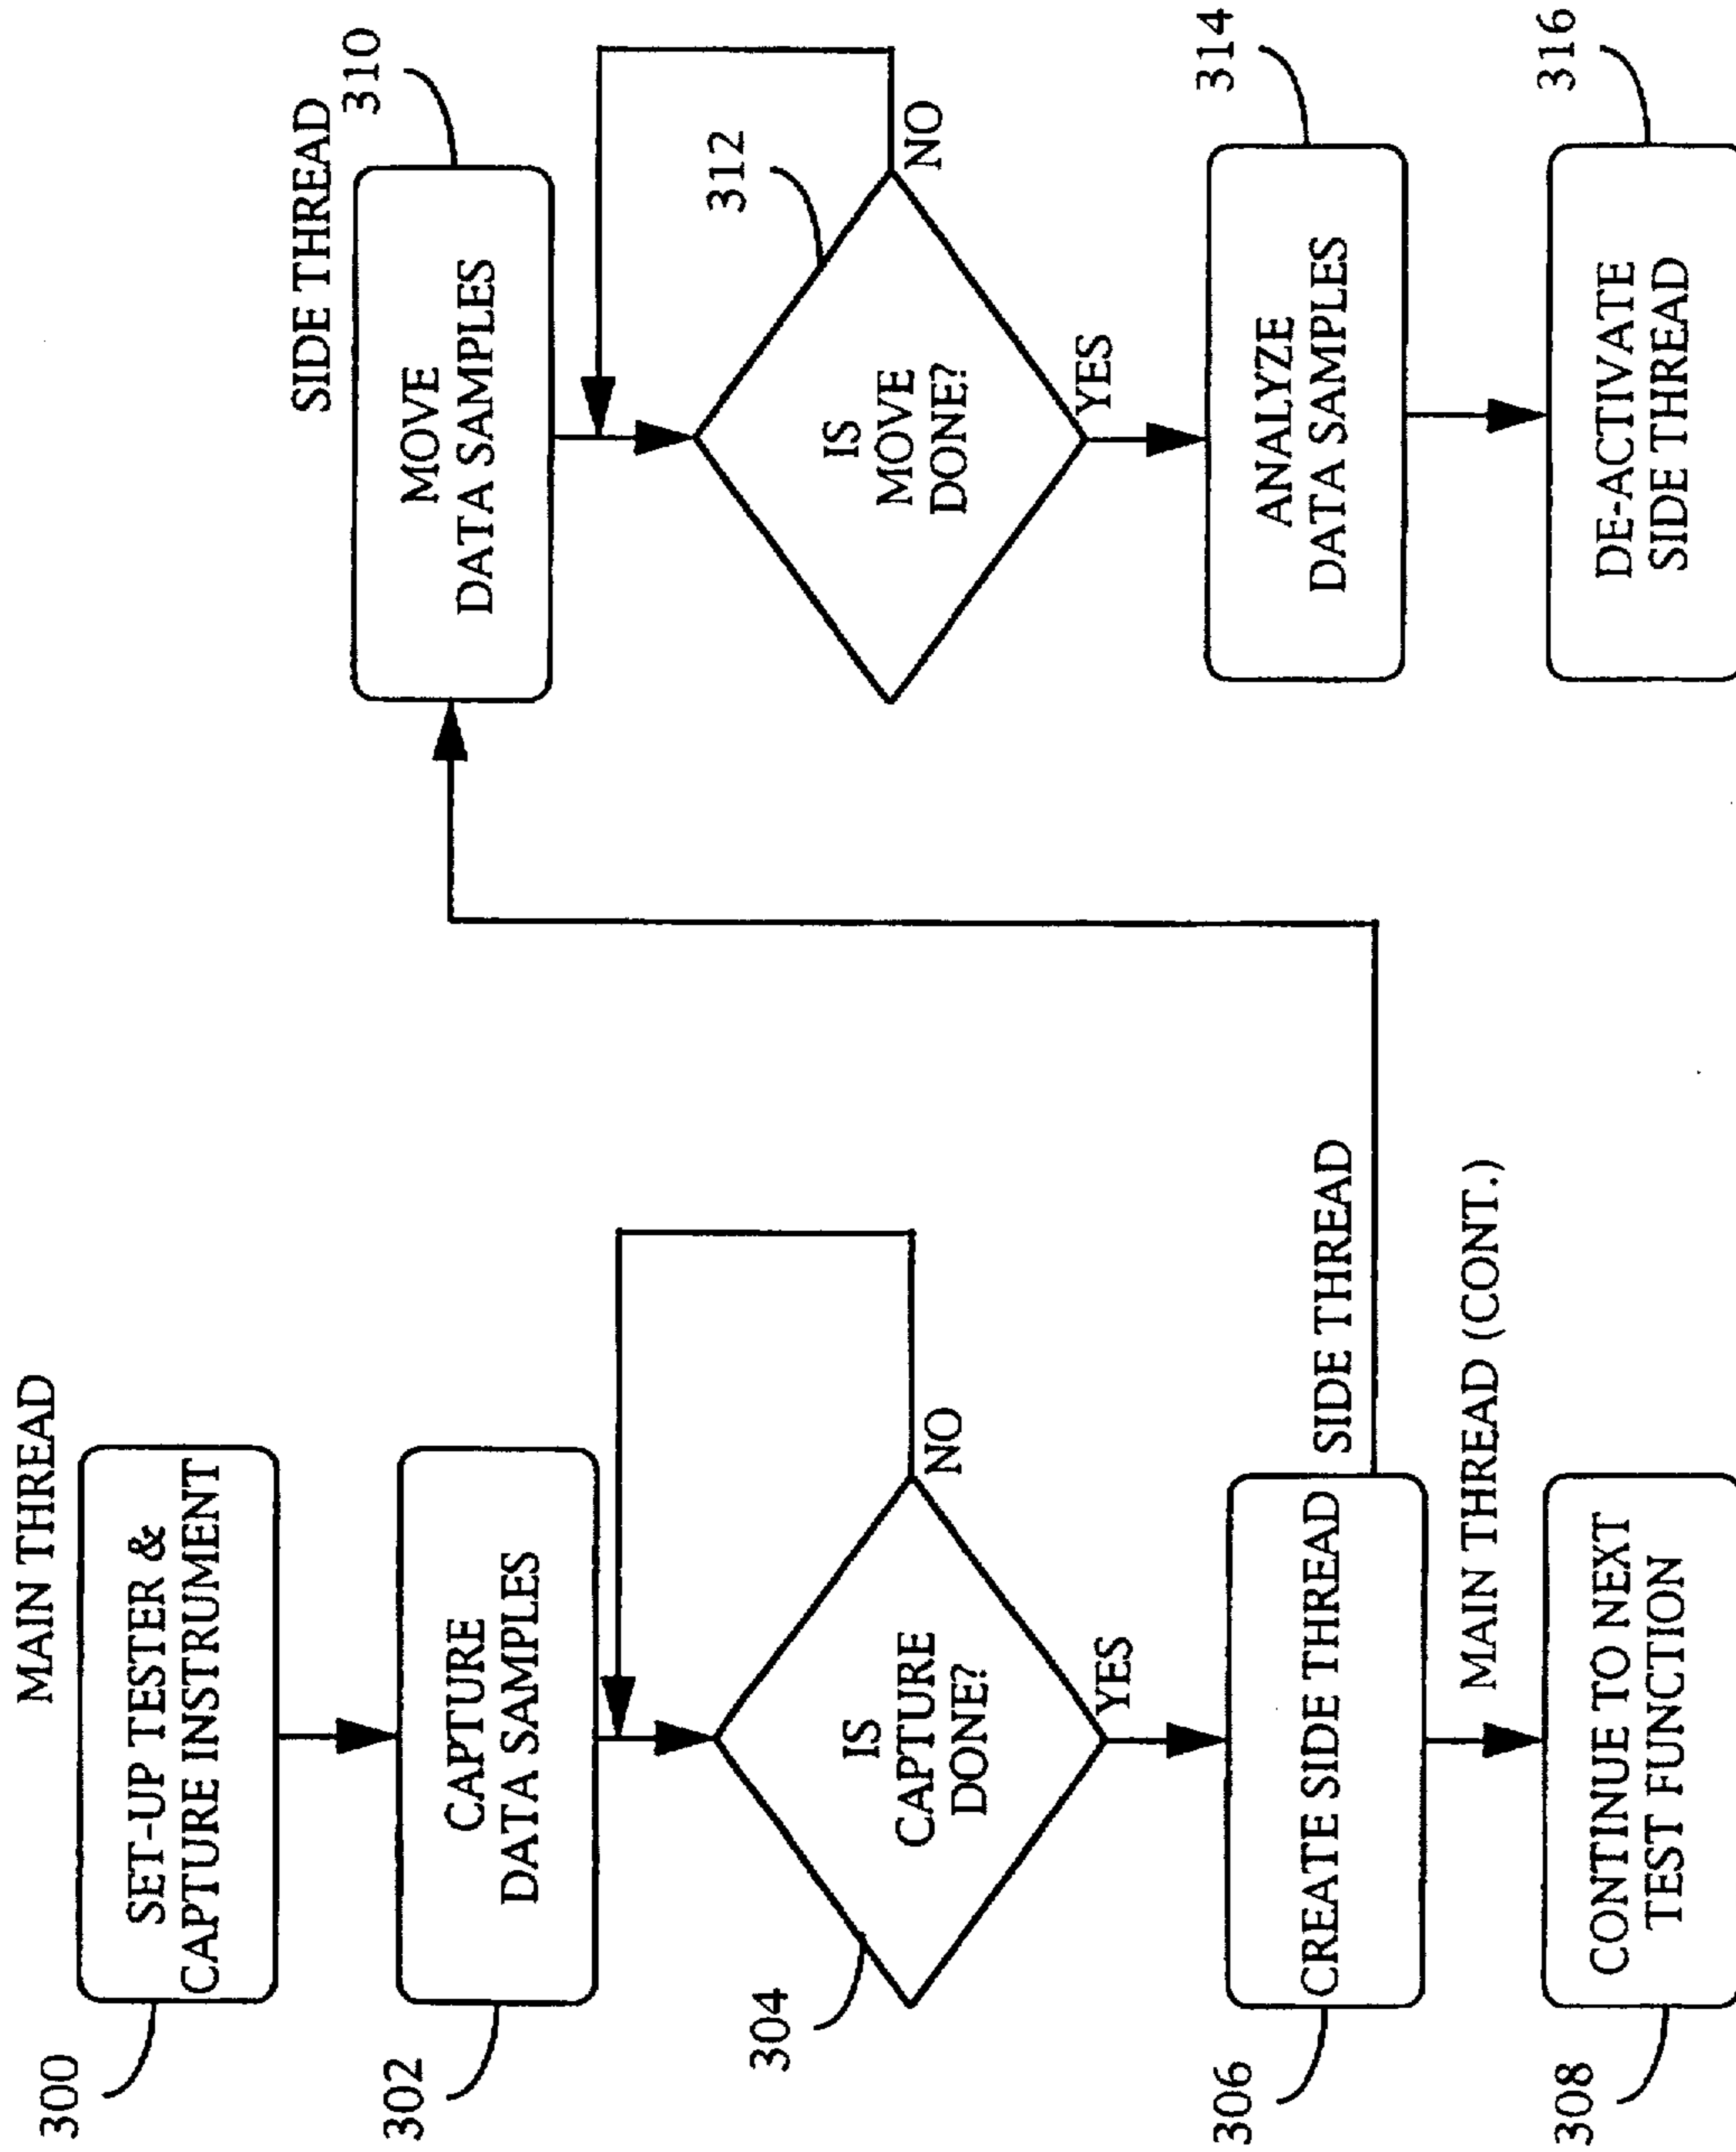 MAIN THREAD
300
SET-UP TESTER &
CAPTURE INSTRUMENT
302
CAPTURE
DATA SAMPLES
304
IS
CAPTURE
DONE?
NO
YES
306
CREATE SIDE THREAD
SIDE THREAD
MAIN THREAD (CONT.)
308
CONTINUE TO NEXT
TEST FUNCTION
SIDE THREAD
310
MOVE
DATA SAMPLES
312
IS
MOVE
DONE?
NO
YES
314
ANALYZE
DATA SAMPLES
316
DE-ACTIVATE
SIDE THREAD